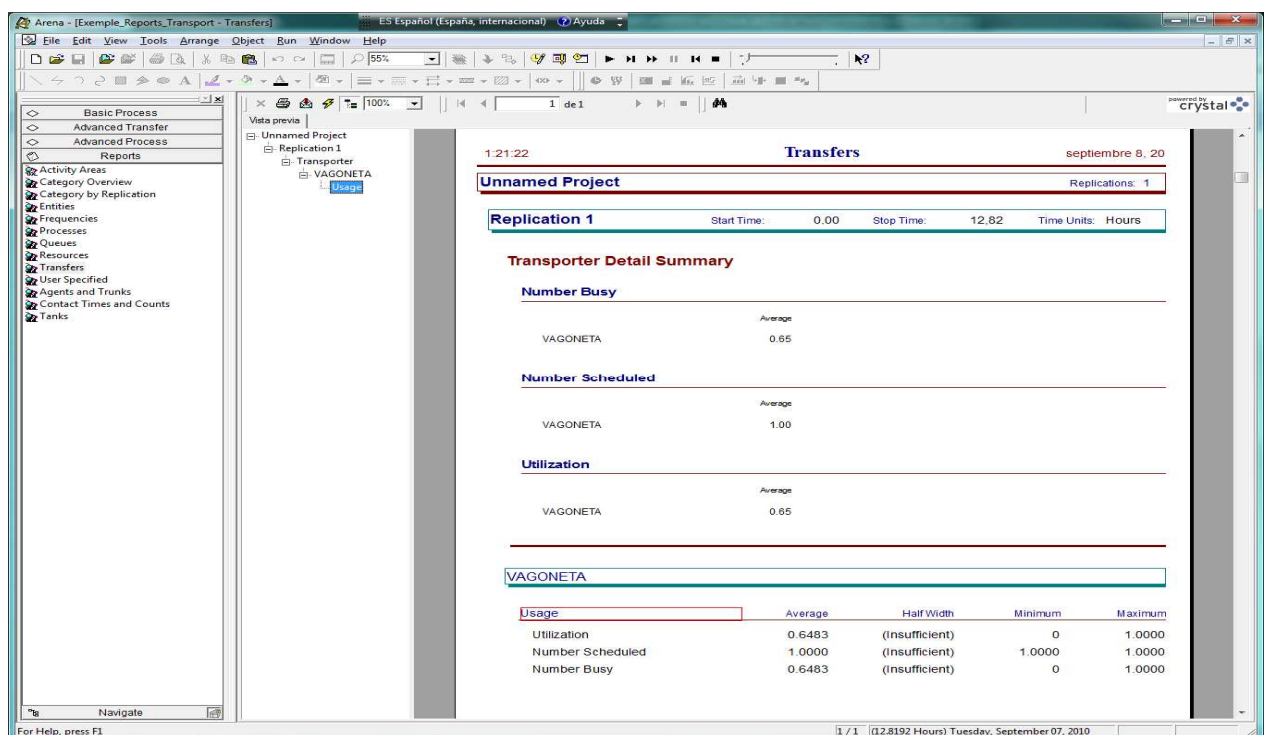 Arena - [Exemple_Reports_Transport - Transfers]
ES Español (España, internacional) Ayuda
File Edit View Tools Arrange Object Run Window Help
55%
100%
1 de 1
powered by
crystal
Basic Process
Advanced Transfer
Advanced Process
Reports
Activity Areas
Category Overview
Category by Replication
Entities
Frequencies
Processes
Queues
Resources
Transfers
User Specified
Agents and Trunks
Contact Times and Counts
Tanks
Navigate
Vista previa
Unnamed Project
Replication 1
Transporter
VAGONETA
Usage
1:21:22 Transfers septiembre 8, 20
Unnamed Project Replications: 1
Replication 1 Start Time: 0.00 Stop Time: 12,82 Time Units: Hours
Transporter Detail Summary
Number Busy
Average
VAGONETA 0.65
Number Scheduled
Average
VAGONETA 1.00
Utilization
Average
VAGONETA 0.65
VAGONETA
Usage Average Half Width Minimum Maximum
Utilization 0.6483 (Insufficient) 0 1.0000
Number Scheduled 1.0000 (Insufficient) 1.0000 1.0000
Number Busy 0.6483 (Insufficient) 0 1.0000
For Help, press F1
1 / 1 (12.8192 Hours) Tuesday, September 07, 2010